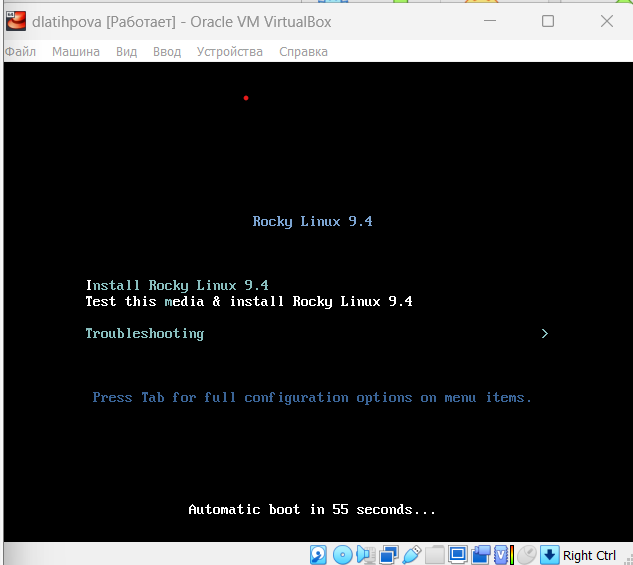 dlatihpova [Работает] - Oracle VM VirtualBox
Файл Машина Вид Ввод Устройства Справка
Rocky Linux 9.4
Install Rocky Linux 9.4
Test this media & install Rocky Linux 9.4
Troubleshooting >
Press Tab for full configuration options on menu items.
Automatic boot in 55 seconds...
Right Ctrl